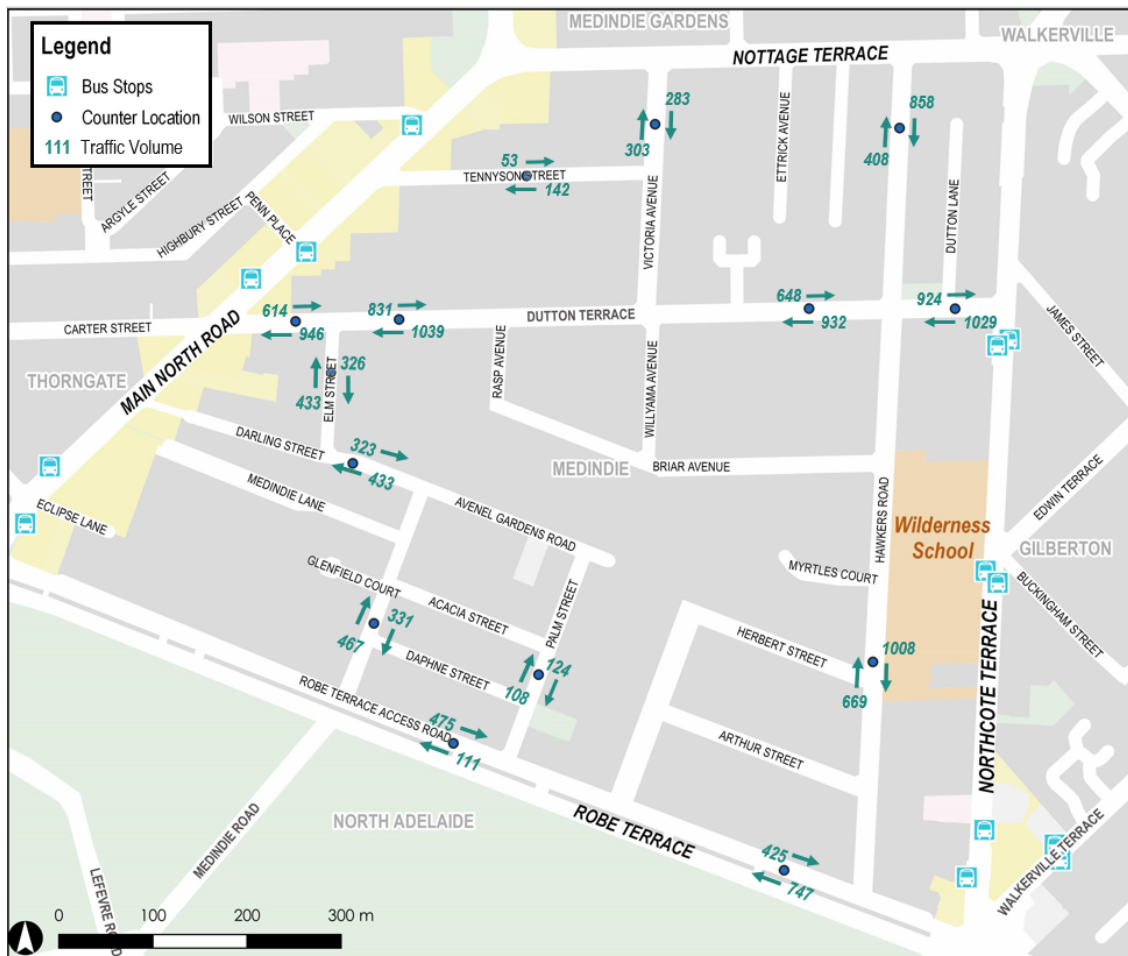 MEDINDIE GARDENS
WALKERVILLE
Legend
Bus Stops
Counter Location
111 Traffic Volume
NOTTAGE TERRACE
WILSON STREET
STREET
ARGYLE STREET
HIGHBURY STREET
PENN PLACE
283
303
858
408
ETTRICK AVENUE
DUTTON LANE
53
TENNYSON STREET
142
VICTORIA AVENUE
614
946
831
1039
648
932
924
1029
CARTER STREET
DUTTON TERRACE
JAMES STREET
MAIN NORTH ROAD
THORNGATE
326
433
ELM STREET
RASP AVENUE
WILLYAMA AVENUE
DARLING STREET
323
433
MEDINDIE
BRIAR AVENUE
MEDINDIE LANE
AVENEL GARDENS ROAD
ECLIPSE LANE
HAWKERS ROAD
Wilderness
School
EDWIN TERRACE
GILBERTON
BUCKINGHAM STREET
MYRTLES COURT
GLENFIELD COURT
ACACIA STREET
PALM STREET
331
467
DAPHNE STREET
124
108
HERBERT STREET
1008
669
NORTHCOTE TERRACE
ROBE TERRACE ACCESS ROAD
475
111
ARTHUR STREET
NORTH ADELAIDE
MEDINDIE ROAD
ROBE TERRACE
425
747
WALKERVILLE TERRACE
LEFEVRE ROAD
0 100 200 300 m